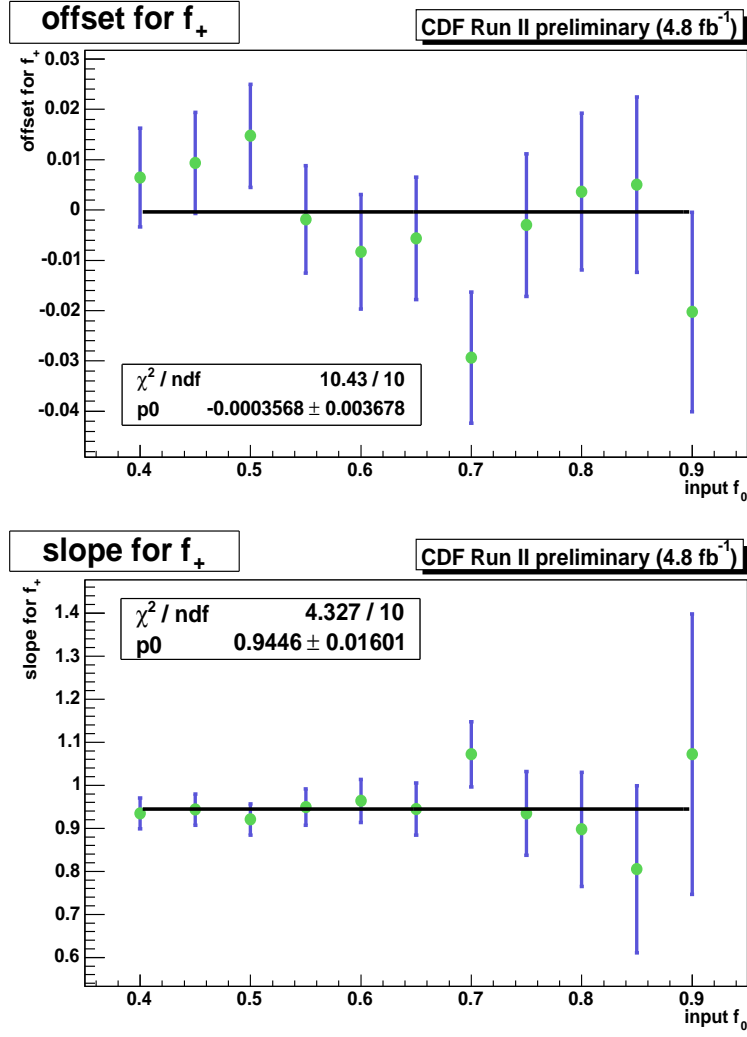 offset for f₊
CDF Run II preliminary (4.8 fb⁻¹)
offset for f₊
0.03
0.02
0.01
0
-0.01
-0.02
-0.03
-0.04
χ² / ndf 10.43 / 10
p0 -0.0003568 ± 0.003678
0.4 0.5 0.6 0.7 0.8 0.9
input f₀
slope for f₊
CDF Run II preliminary (4.8 fb⁻¹)
slope for f₊
1.4
1.3
1.2
1.1
1
0.9
0.8
0.7
0.6
χ² / ndf 4.327 / 10
p0 0.9446 ± 0.01601
0.4 0.5 0.6 0.7 0.8 0.9
input f₀